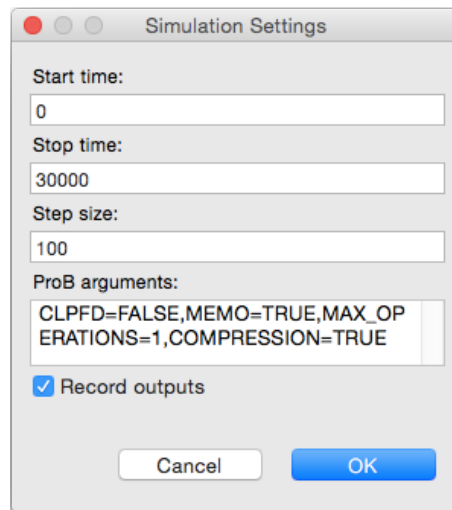 Simulation Settings
Start time:
0
Stop time:
30000
Step size:
100
ProB arguments:
CLPFD=FALSE,MEMO=TRUE,MAX_OP
ERATIONS=1,COMPRESSION=TRUE
Record outputs
Cancel OK